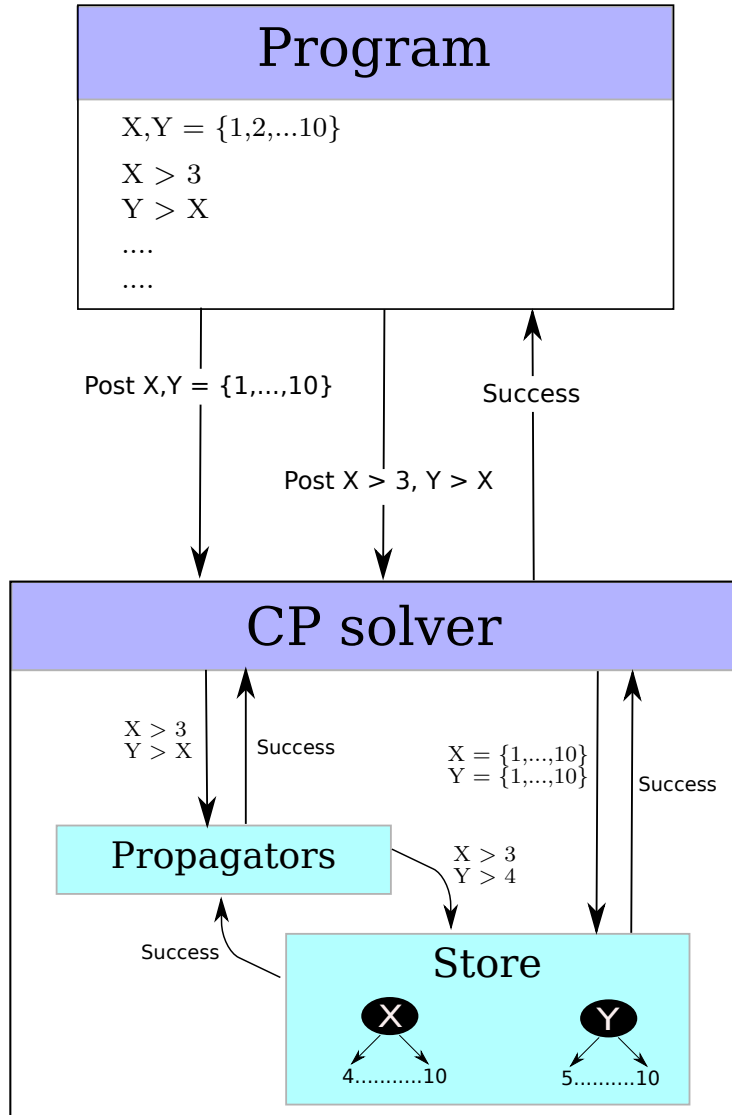 Program
X,Y = {1,2,...10}
X > 3
Y > X
....
....
Post X,Y = {1,...,10}
Success
Post X > 3, Y > X
CP solver
X > 3
Y > X
Success
X = {1,...,10}
Y = {1,...,10}
Success
Propagators
X > 3
Y > 4
Success
Store
X
Y
4...........10
5..........10